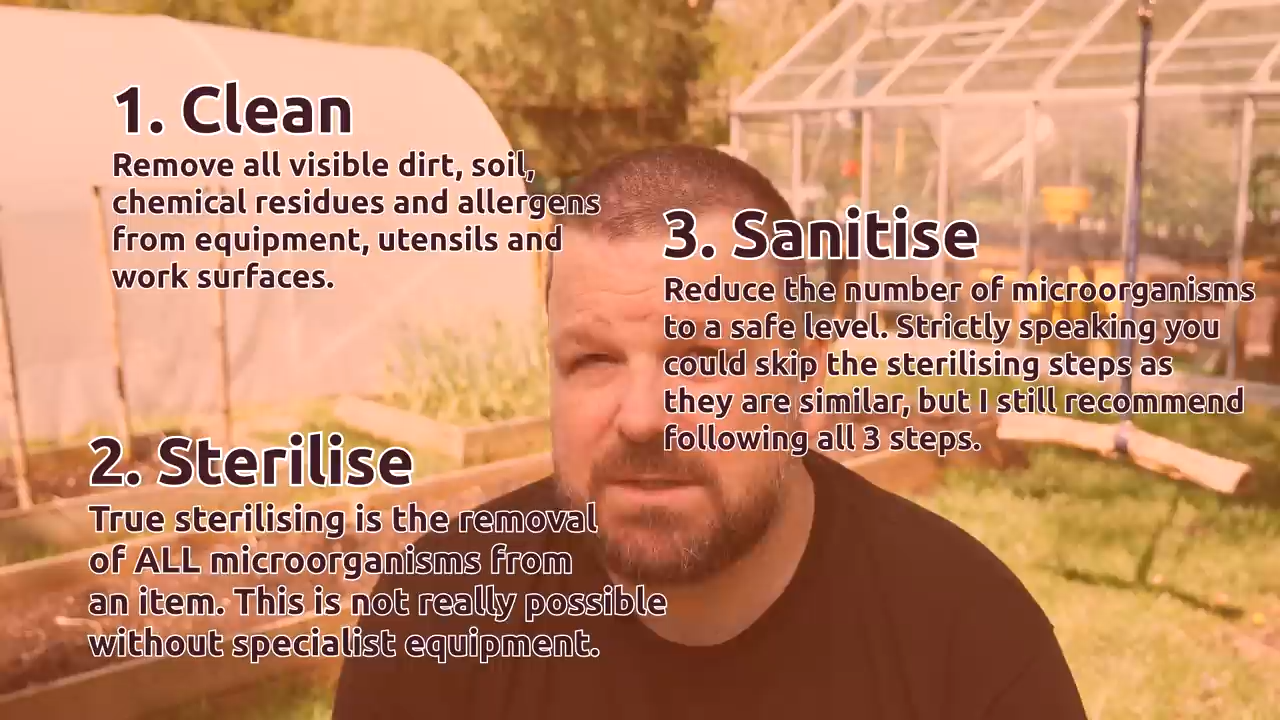 1. Clean
Remove all visible dirt, soil,
chemical residues and allergens
from equipment, utensils and
work surfaces.
2. Sterilise
True sterilising is the removal
of ALL microorganisms from
an item. This is not really possible
without specialist equipment.
3. Sanitise
Reduce the number of microorganisms
to a safe level. Strictly speaking you
could skip the sterilising steps as
they are similar, but I still recommend
following all 3 steps.